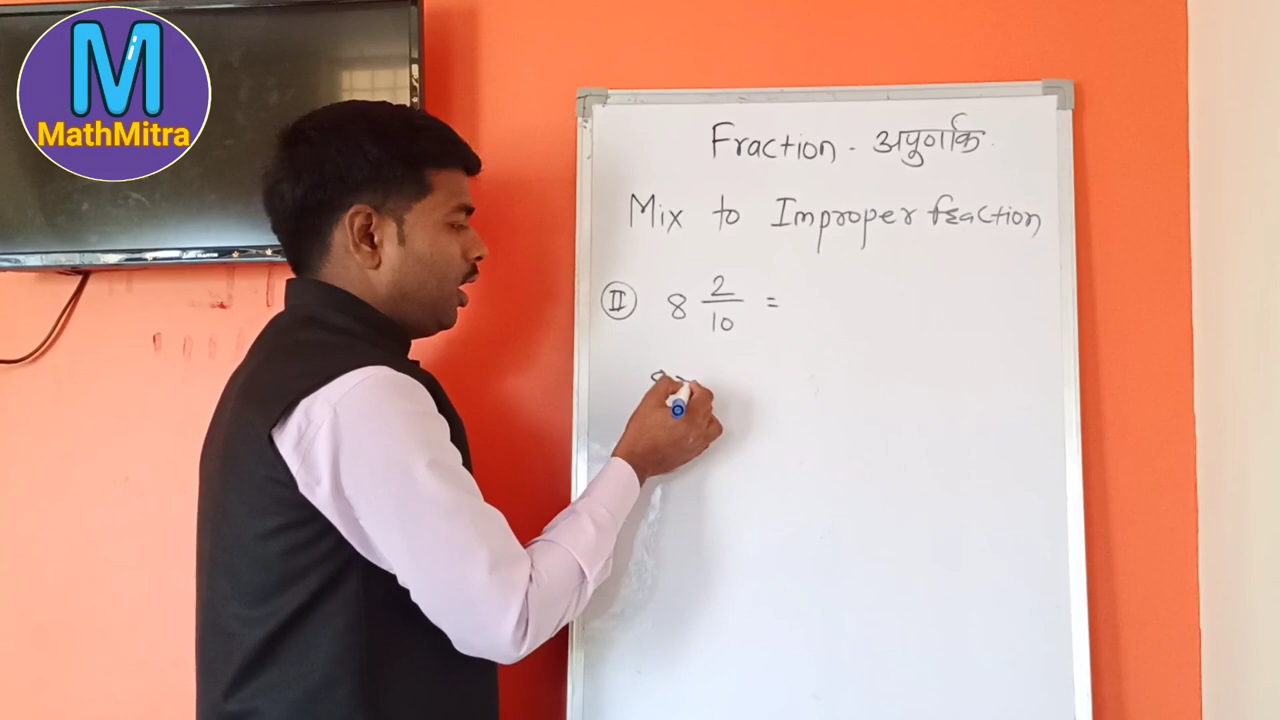 M
MathMitra
Fraction - अपुर्णांक
Mix to Improper fraction
II 8 2/10 =